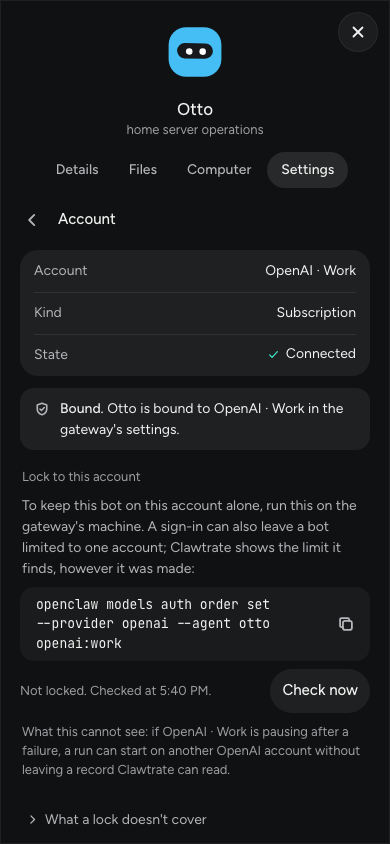 Otto
home server operations
Details Files Computer Settings
Account
Account OpenAI · Work
Kind Subscription
State Connected
Bound. Otto is bound to OpenAI · Work in the
gateway's settings.
Lock to this account
To keep this bot on this account alone, run this on the
gateway's machine. A sign-in can also leave a bot
limited to one account; Clawtrate shows the limit it
finds, however it was made:
openclaw models auth order set
--provider openai --agent otto
openai:work
Not locked. Checked at 5:40 PM.
Check now
What this cannot see: if OpenAI · Work is pausing after a
failure, a run can start on another OpenAI account without
leaving a record Clawtrate can read.
What a lock doesn't cover